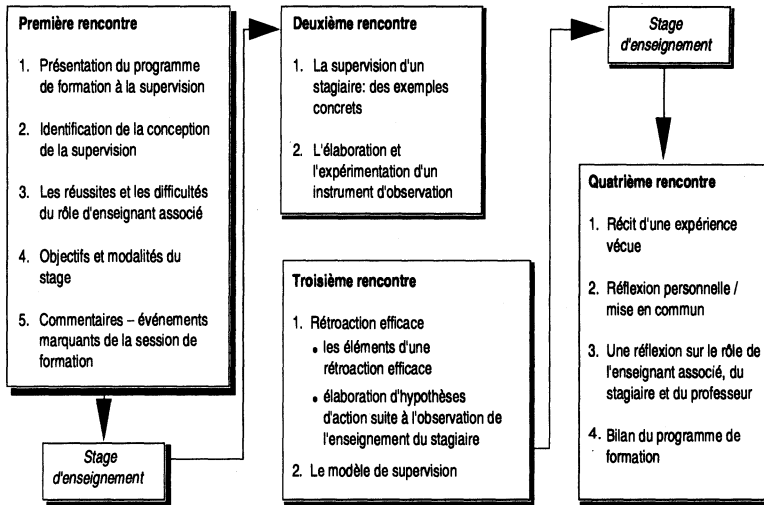 Première rencontre
1. Présentation du programme
de formation à la supervision
2. Identification de la conception
de la supervision
3. Les réussites et les difficultés
du rôle d'enseignant associé
4. Objectifs et modalités du
stage
5. Commentaires – événements
marquants de la session de
formation
Stage
d'enseignement
Deuxième rencontre
1. La supervision d'un
stagiaire: des exemples
concrets
2. L'élaboration et
l'expérimentation d'un
instrument d'observation
Troisième rencontre
1. Rétroaction efficace
• les éléments d'une
rétroaction efficace
• élaboration d'hypothèses
d'action suite à l'observation de
l'enseignement du stagiaire
2. Le modèle de supervision
Stage
d'enseignement
Quatrième rencontre
1. Récit d'une expérience
vécue
2. Réflexion personnelle /
mise en commun
3. Une réflexion sur le rôle de
l'enseignant associé, du
stagiaire et du professeur
4. Bilan du programme de
formation